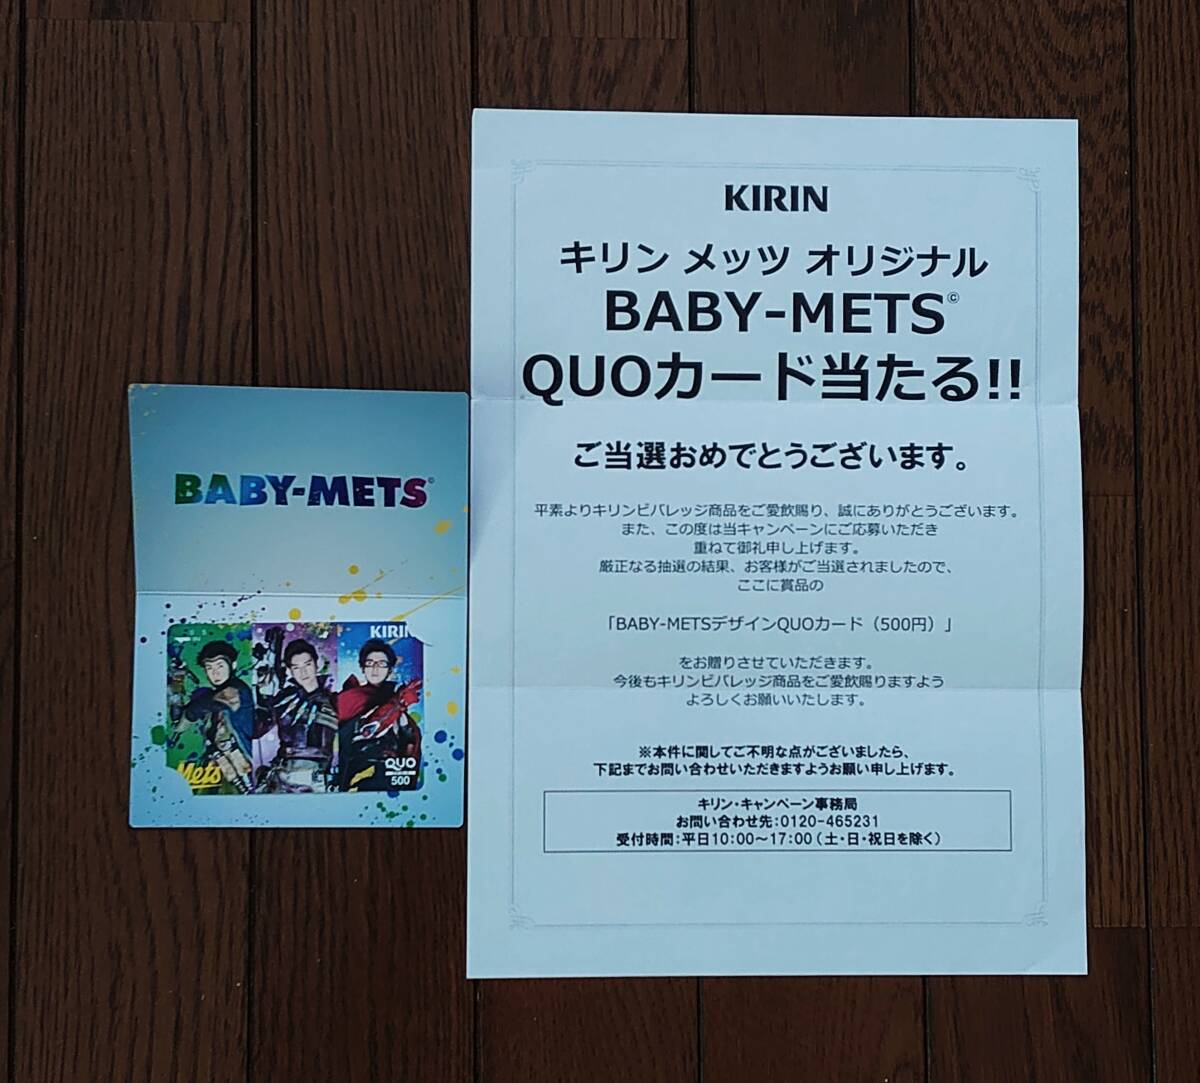 BABY-METS©
KIRIN
Mets
QUO
500
KIRIN
キリン メッツ オリジナル
BABY-METS©
QUOカード当たる!!
ご当選おめでとうございます。
平素よりキリンビバレッジ商品をご愛飲賜り、誠にありがとうございます。
また、この度は当キャンペーンにご応募いただき
重ねて御礼申し上げます。
厳正なる抽選の結果、お客様がご当選されましたので、
ここに賞品の
「BABY-METSデザインQUOカード（500円）」
をお贈りさせていただきます。
今後もキリンビバレッジ商品をご愛飲賜りますよう
よろしくお願いいたします。
※本件に関してご不明な点がございましたら、
下記までお問い合わせいただきますようお願い申し上げます。
キリン・キャンペーン事務局
お問い合わせ先：0120-465231
受付時間：平日10：00～17：00（土・日・祝日を除く）